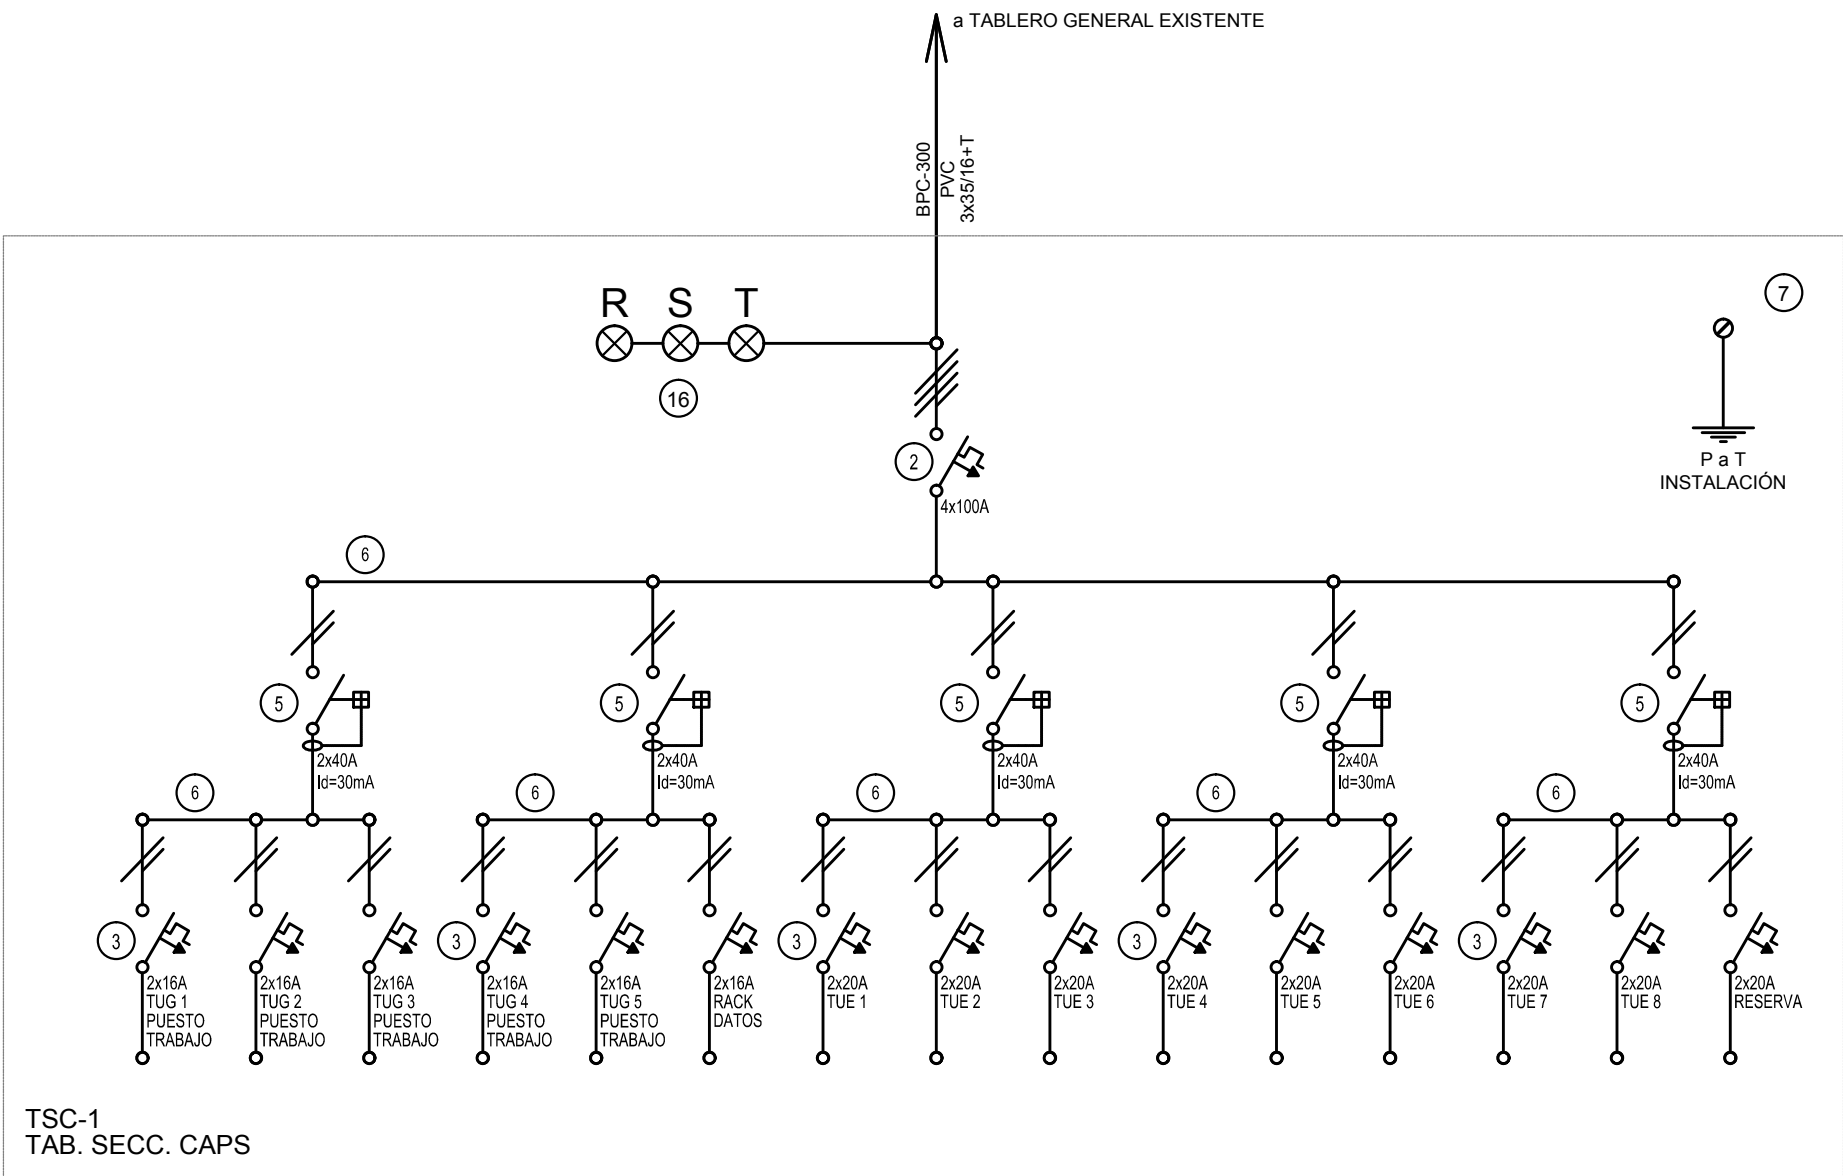 a TABLERO GENERAL EXISTENTE
BPC-300
PVC
3x35/16+T
R S T
7
16
P a T
INSTALACIÓN
2
4x100A
6
5
2x40A
Id=30mA
5
2x40A
Id=30mA
5
2x40A
Id=30mA
5
2x40A
Id=30mA
5
2x40A
Id=30mA
6
6
6
6
6
3
2x16A
TUG 1
PUESTO
TRABAJO
2x16A
TUG 2
PUESTO
TRABAJO
2x16A
TUG 3
PUESTO
TRABAJO
3
2x16A
TUG 4
PUESTO
TRABAJO
2x16A
TUG 5
PUESTO
TRABAJO
2x16A
RACK
DATOS
3
2x20A
TUE 1
2x20A
TUE 2
2x20A
TUE 3
3
2x20A
TUE 4
2x20A
TUE 5
2x20A
TUE 6
3
2x20A
TUE 7
2x20A
TUE 8
2x20A
RESERVA
TSC-1
TAB. SECC. CAPS